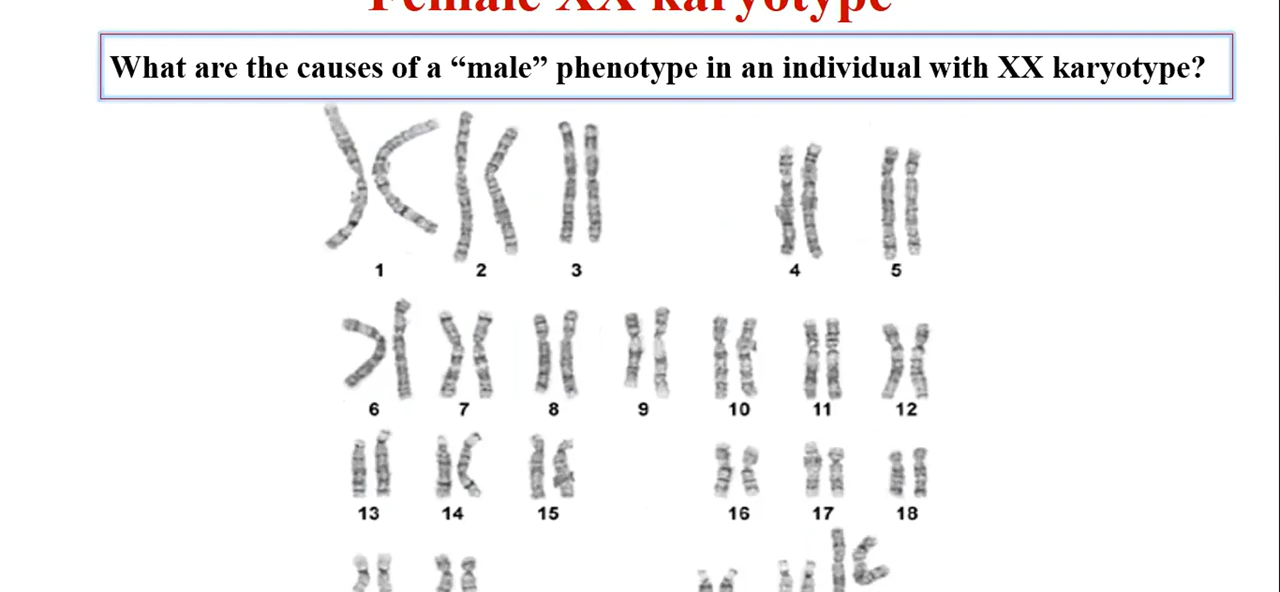 Female XX karyotype
What are the causes of a “male” phenotype in an individual with XX karyotype?
1 2 3 4 5
6 7 8 9 10 11 12
13 14 15 16 17 18